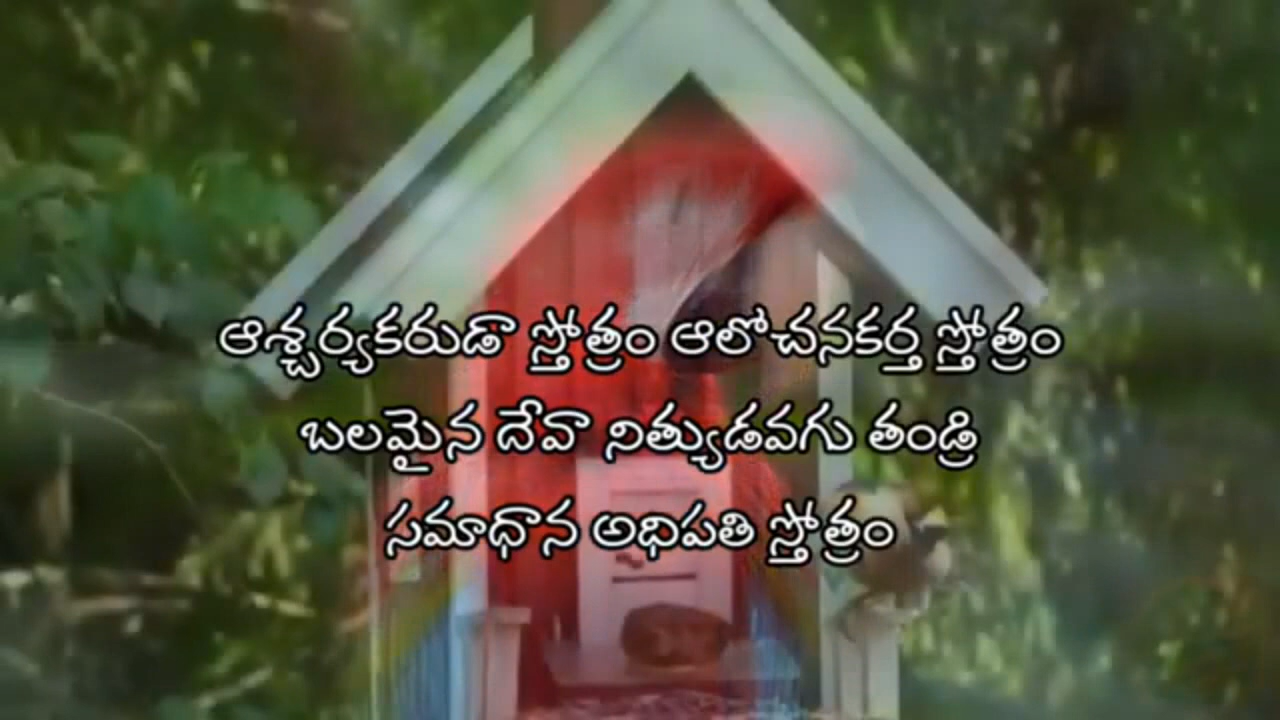 ఆశ్చర్యకరుడా స్తోత్రం ఆలోచనకర్త స్తోత్రం
బలమైన దేవా నిత్యుడవగు తండ్రి
సమాధాన అధిపతి స్తోత్రం